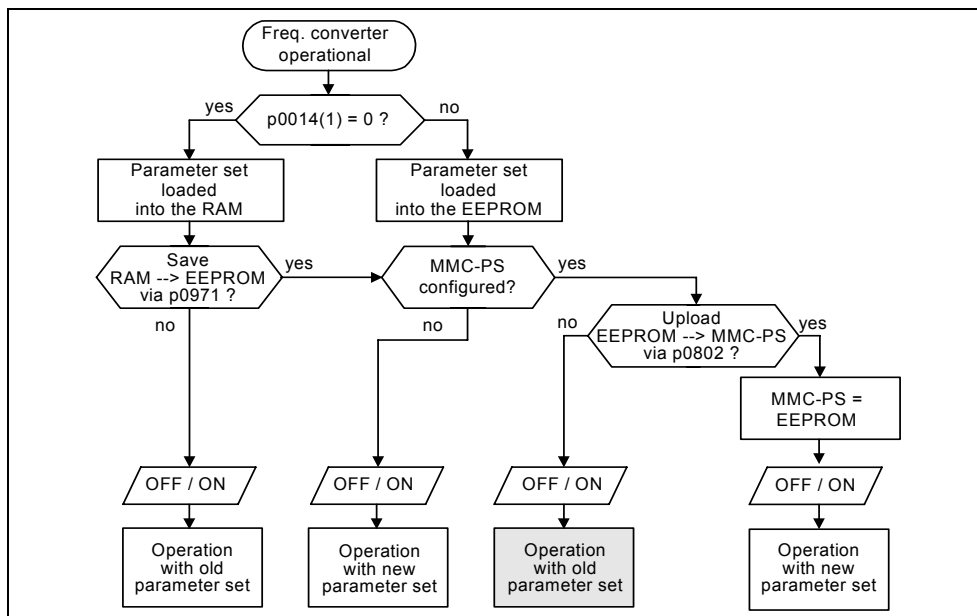 Freq. converter
operational
yes
p0014(1) = 0 ?
no
Parameter set
loaded
into the RAM
Parameter set
loaded
into the EEPROM
Save
RAM --> EEPROM
via p0971 ?
yes
MMC-PS
configured?
yes
no
no
no
Upload
EEPROM --> MMC-PS
via p0802 ?
yes
MMC-PS =
EEPROM
OFF / ON
OFF / ON
OFF / ON
OFF / ON
Operation
with old
parameter set
Operation
with new
parameter set
Operation
with old
parameter set
Operation
with new
parameter set